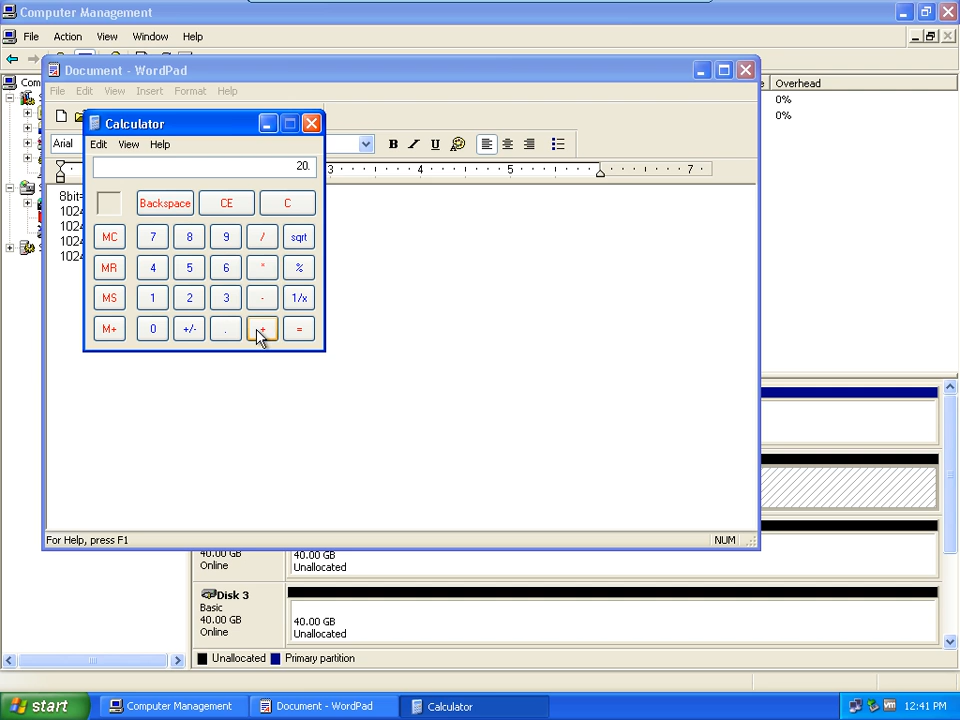 Computer Management
File Action View Window Help
Document - WordPad
File Edit View Insert Format Help
Overhead
0%
0%
Calculator
Edit View Help
20.
Arial
B
U
3 4 5 7
8bit=
1024
1024
1024
1024
Backspace CE C
MC 7 8 9 / sqrt
MR 4 5 6 * %
MS 1 2 3 - 1/x
M+ 0 +/- . + =
For Help, press F1
NUM
40.00 GB
Online
40.00 GB
Unallocated
Disk 3
Basic
40.00 GB
Online
40.00 GB
Unallocated
Unallocated Primary partition
start Computer Management Document - WordPad Calculator 12:41 PM